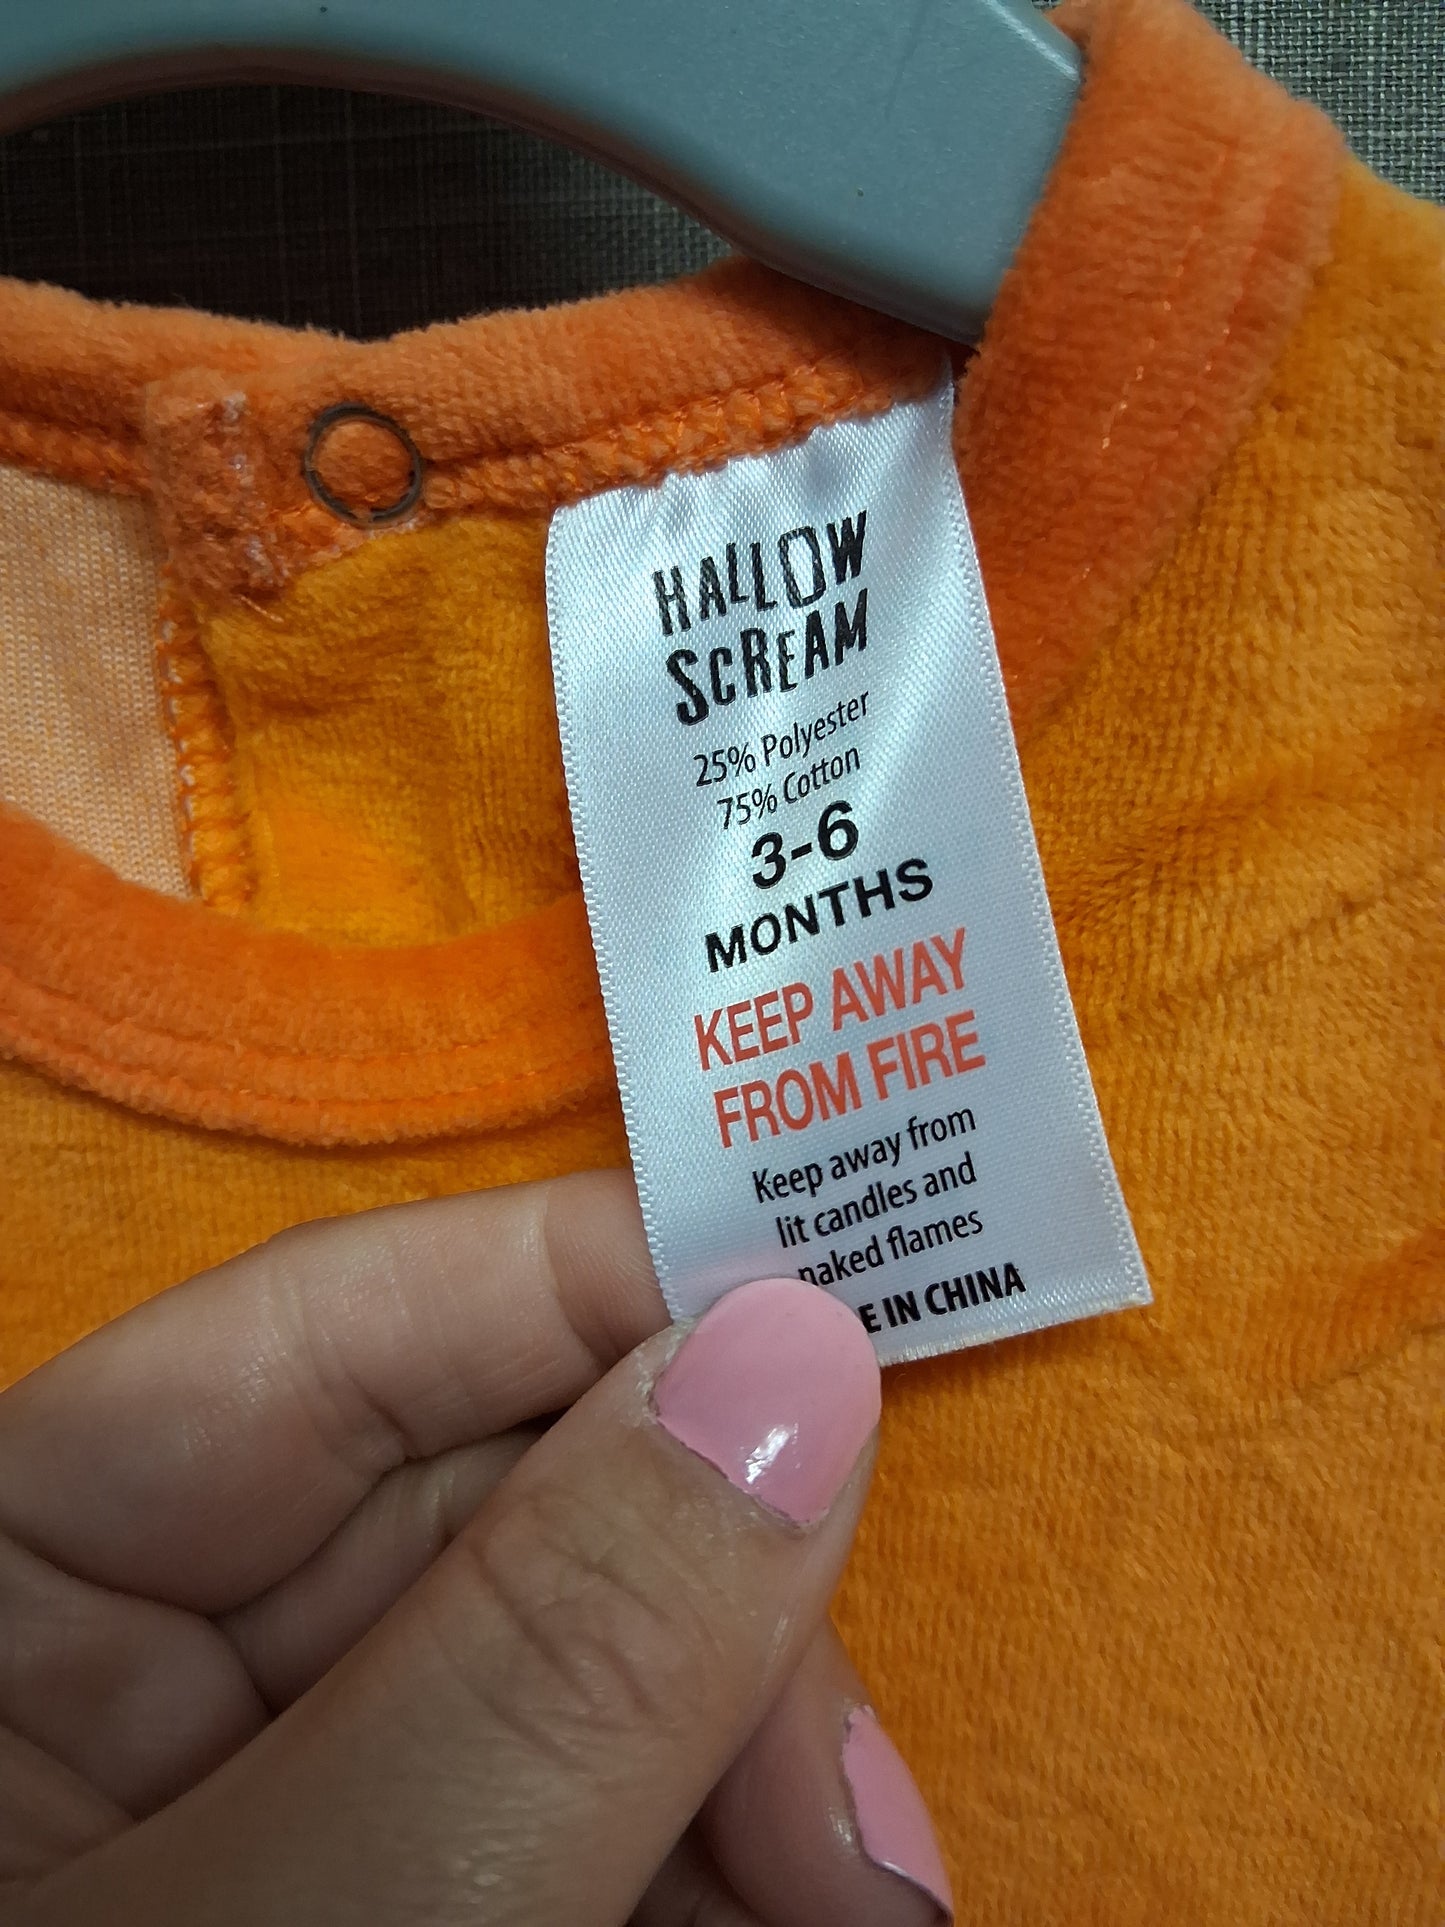 HALLOW
SCREAM
25% Polyester
75% Cotton
3-6
MONTHS
KEEP AWAY
FROM FIRE
Keep away from
lit candles and
naked flames
IN CHINA